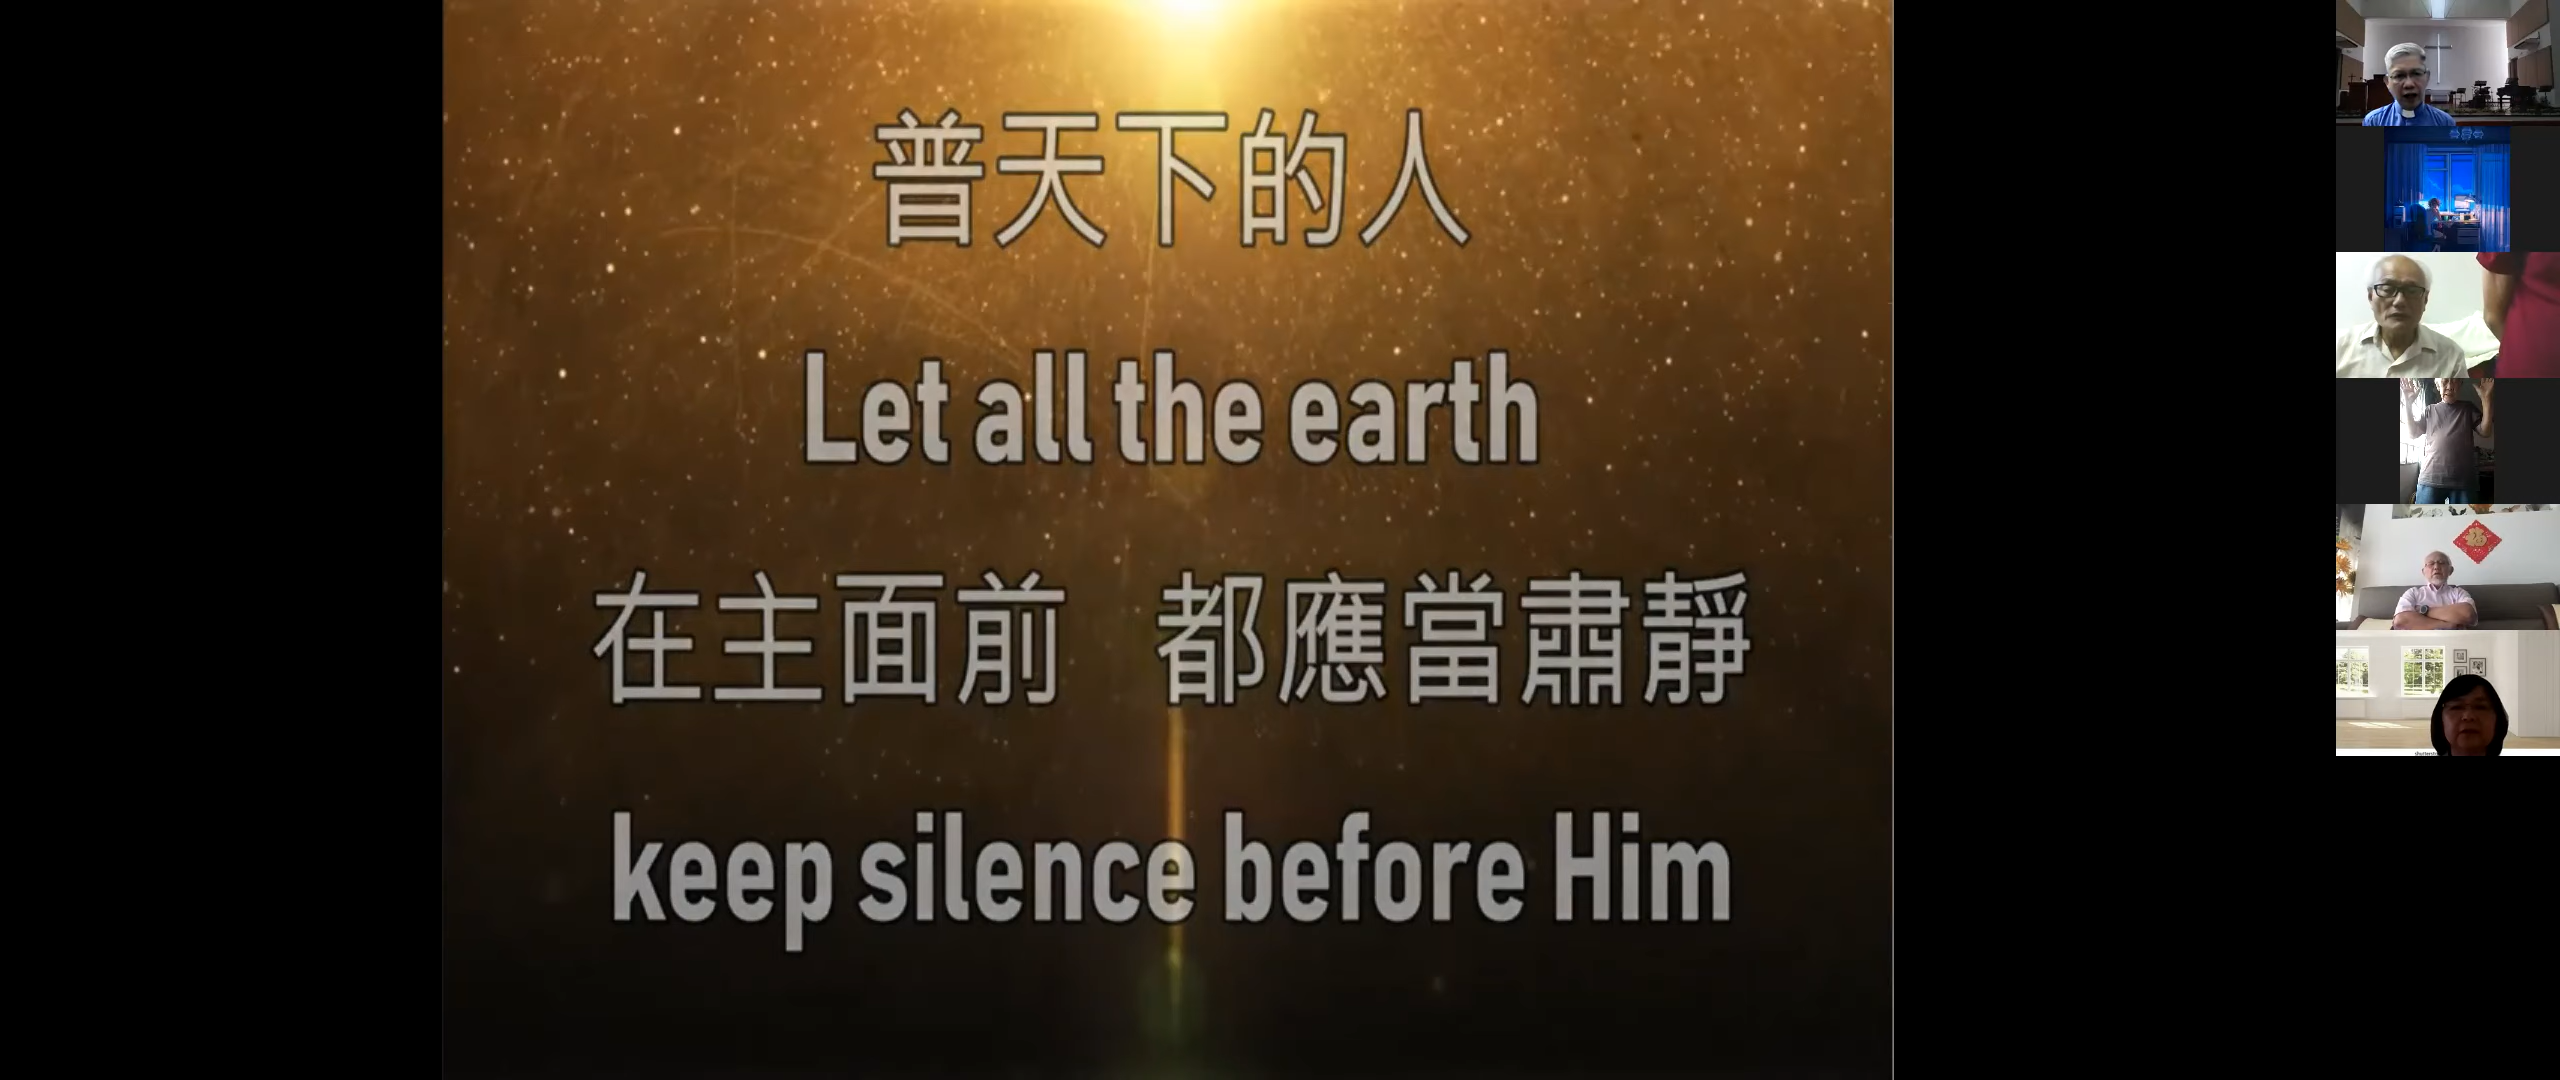 普天下的人
Let all the earth
在主面前 都應當肅靜
keep silence before Him
福